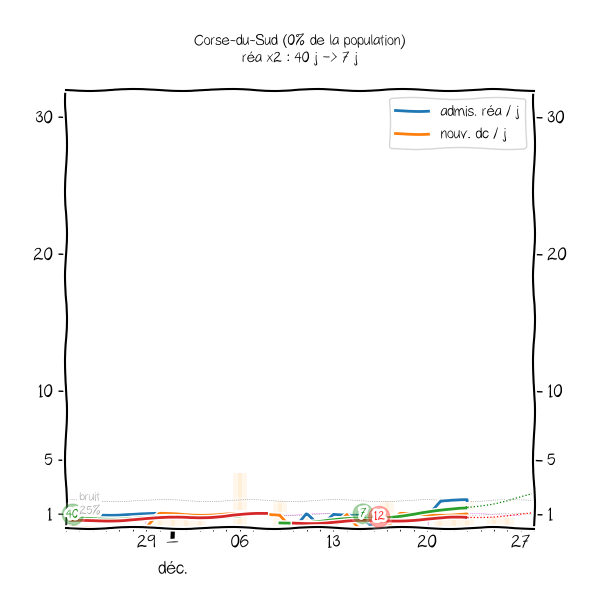 Corse-du-Sud (0% de la population)
réa x2 : 40 j -> 7 j
admis. réa / j
nouv. dc / j
30 30
20 20
10 10
5 5
bruit
25%
40 7 12
1 1
29 06 13 20 27
déc.